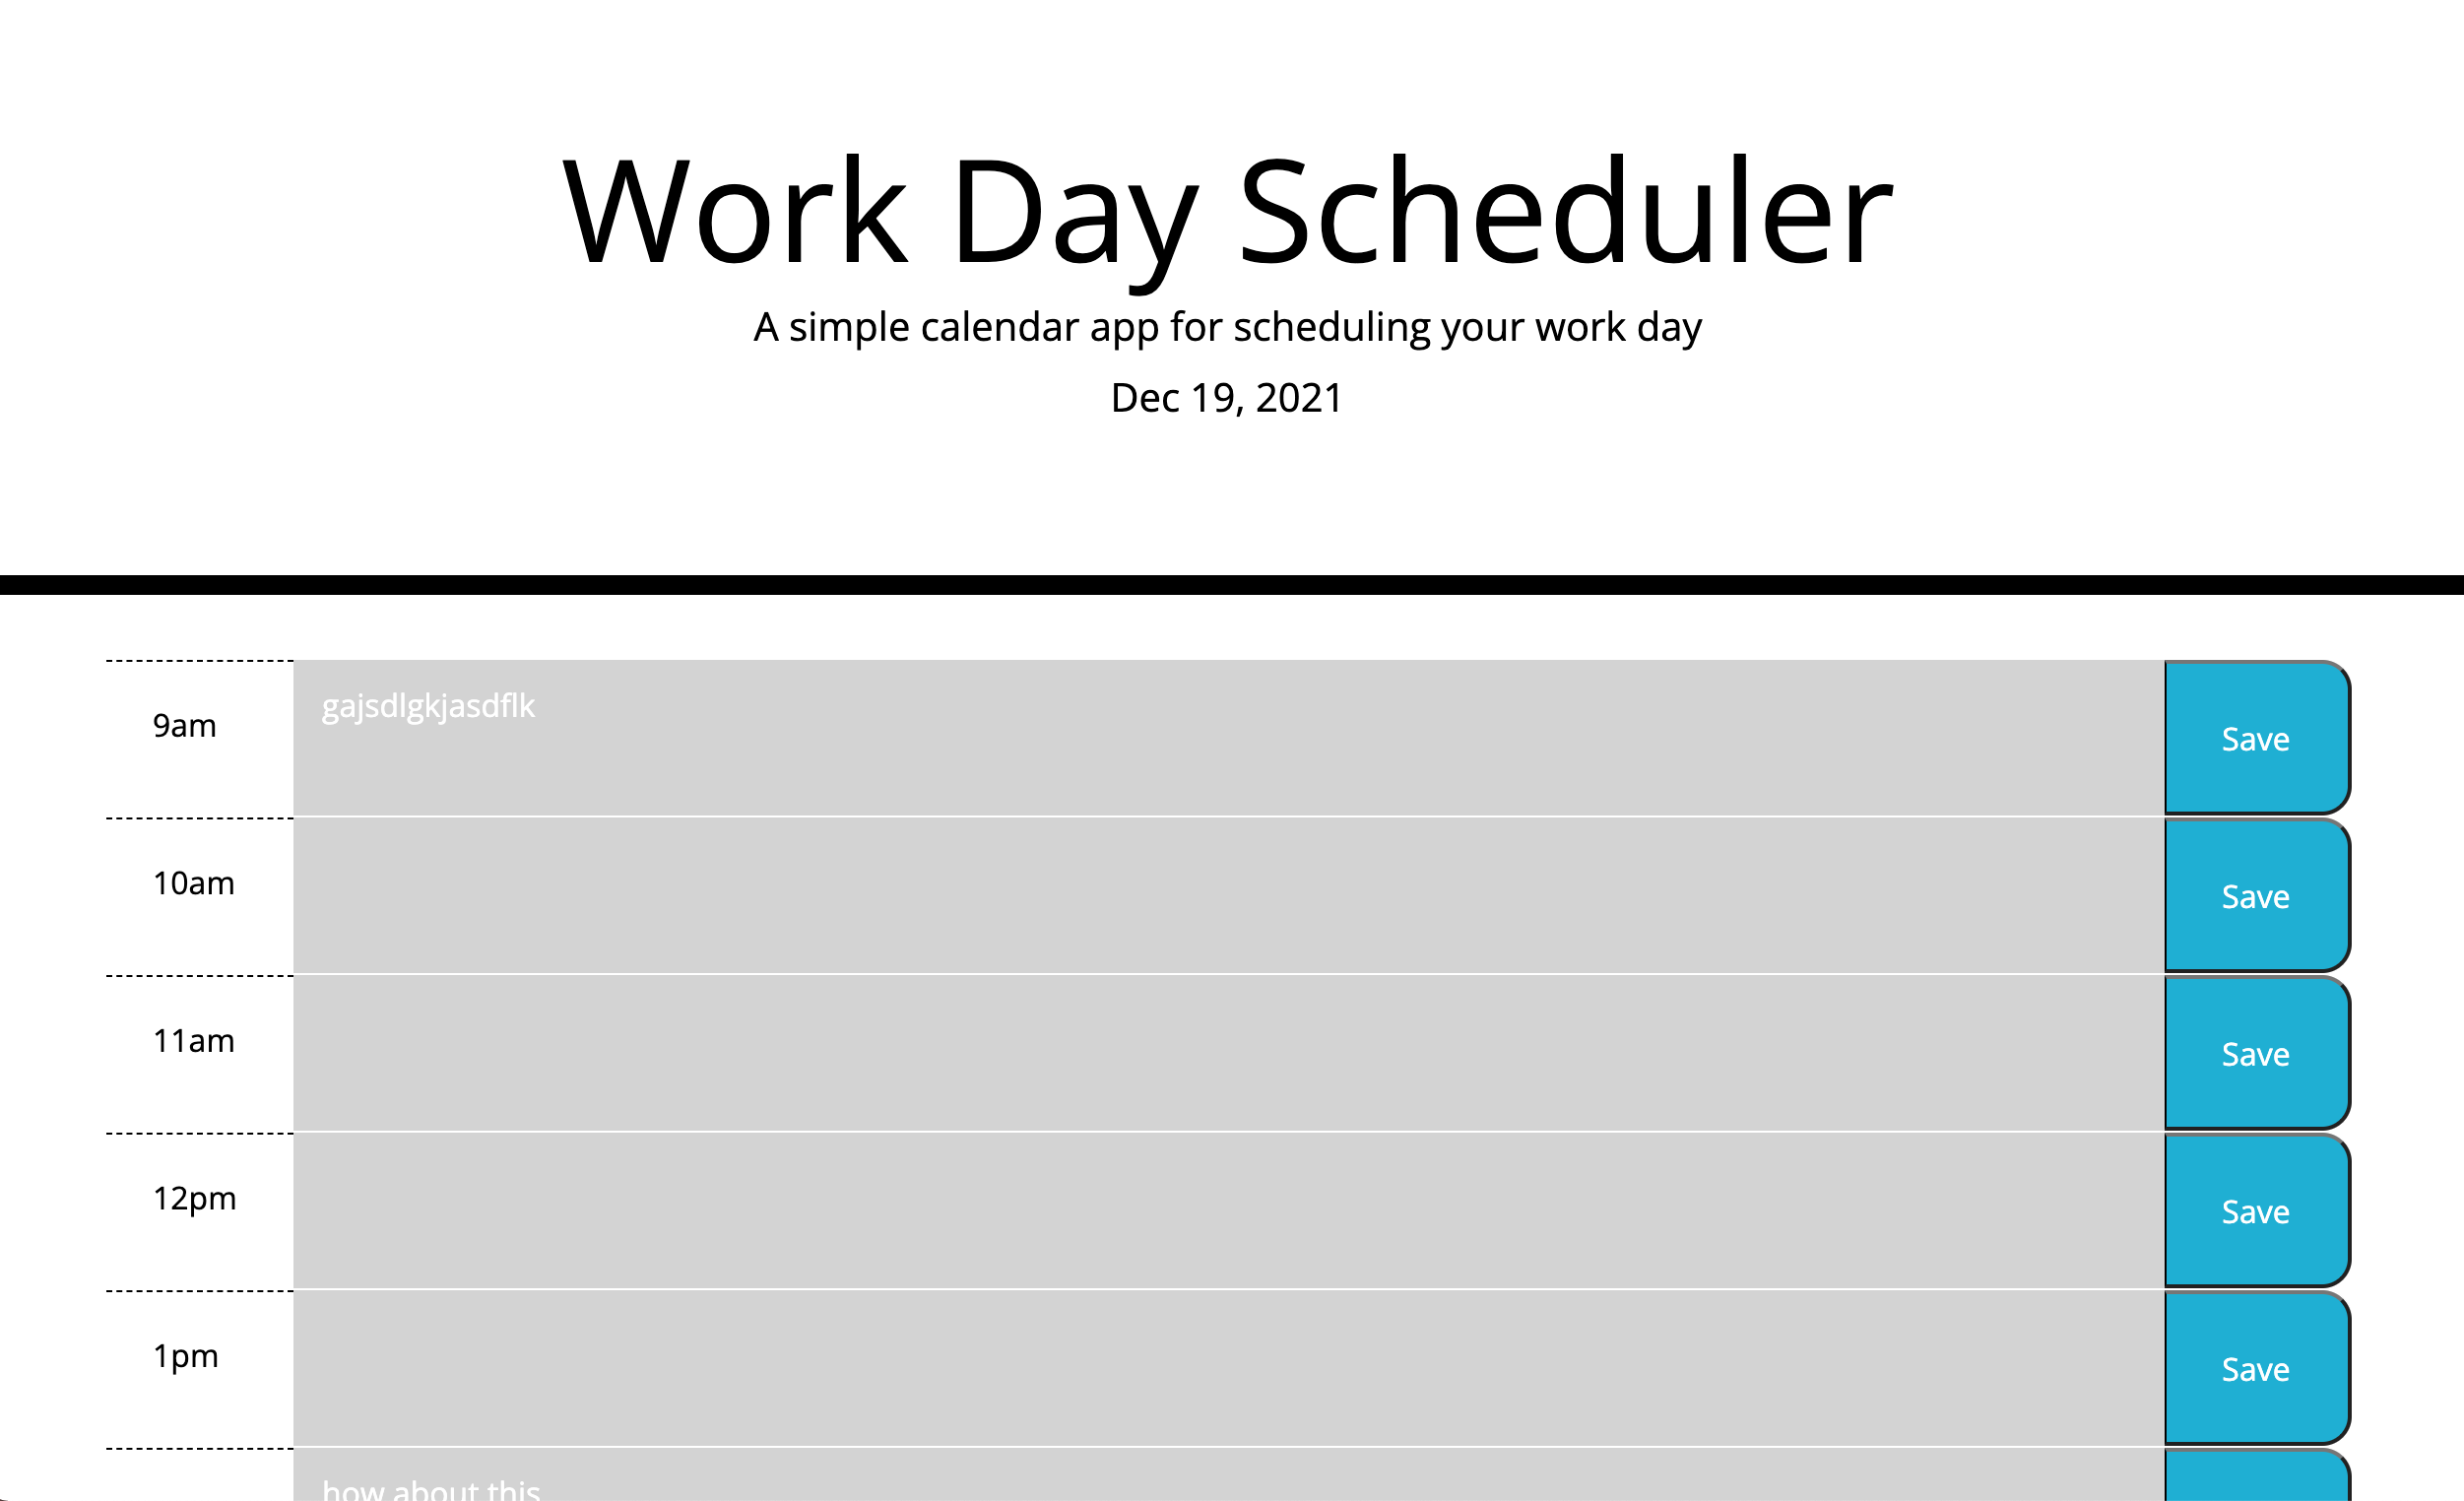 Work Day Scheduler
A simple calendar app for scheduling your work day
Dec 19, 2021
9am
gajsdlgkjasdflk
Save
10am
Save
11am
Save
12pm
Save
1pm
Save
how about this